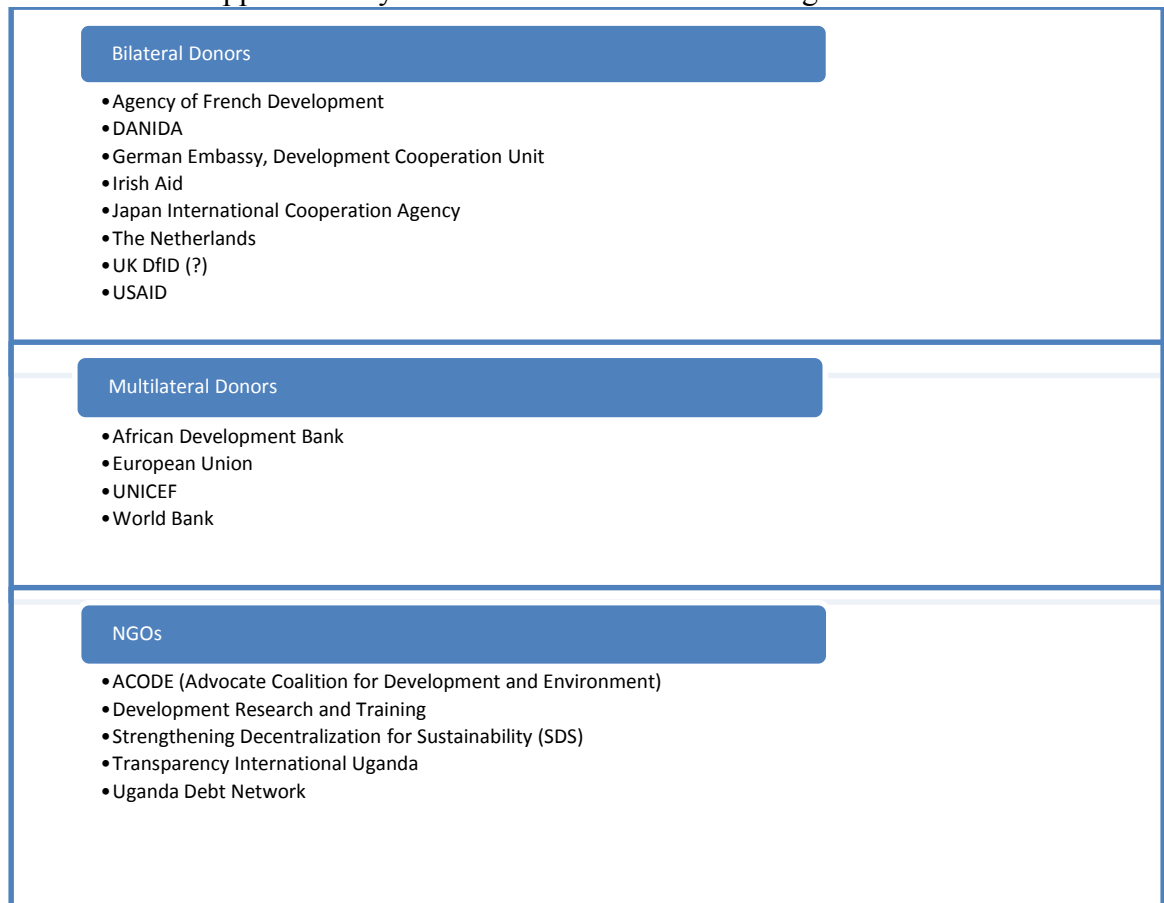 Bilateral Donors
•Agency of French Development
•DANIDA
•German Embassy, Development Cooperation Unit
•Irish Aid
•Japan International Cooperation Agency
•The Netherlands
•UK DfID (?)
•USAID
Multilateral Donors
•African Development Bank
•European Union
•UNICEF
•World Bank
NGOs
•ACODE (Advocate Coalition for Development and Environment)
•Development Research and Training
•Strengthening Decentralization for Sustainability (SDS)
•Transparency International Uganda
•Uganda Debt Network